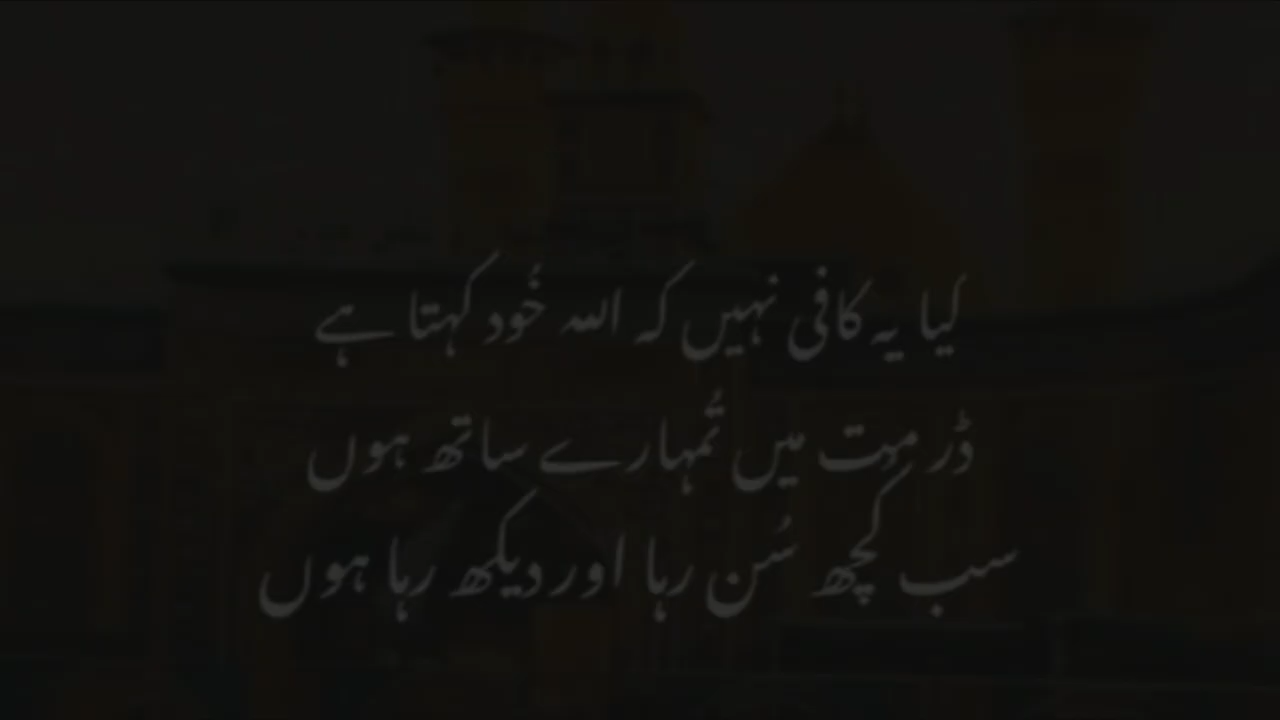 کیا یہ کافی نہیں کہ اللہ خُود کہتا ہے
ڈر مت میں تُمہارے ساتھ ہوں
سب کچھ سُن رہا اور دیکھ رہا ہوں